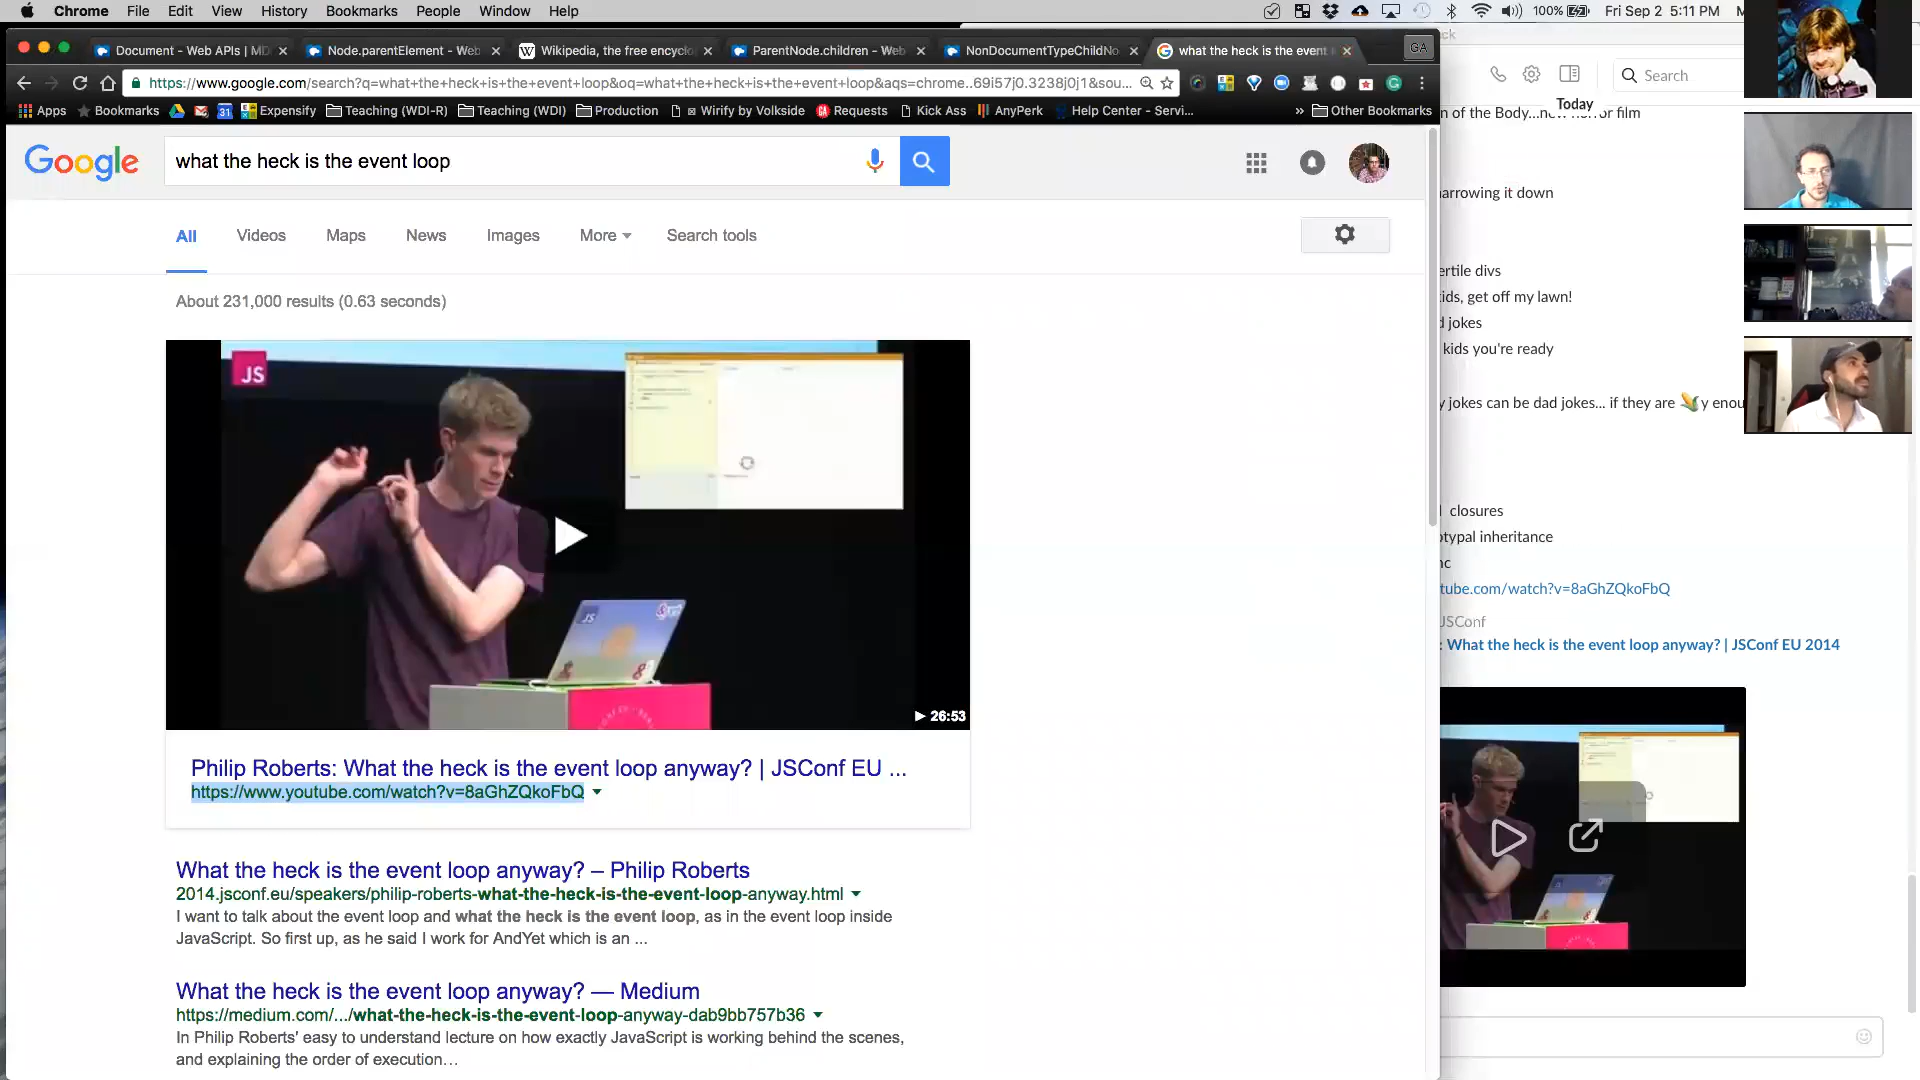 Chrome File Edit View History Bookmarks People Window Help
100% Fri Sep 2 5:11 PM
Document - Web APIs | MD
Node.parentElement - Web
Wikipedia, the free encyclo
ParentNode.children - Web
NonDocumentTypeChildNo
what the heck is the event l
GA
https://www.google.com/search?q=what+the+heck+is+the+event+loop&oq=what+the+heck+is+the+event+loop&aqs=chrome..69i57j0.3238j0j1&sou...
Apps Bookmarks 31 Expensify Teaching (WDI-R) Teaching (WDI) Production Wirify by Volkside Requests Kick Ass AnyPerk Help Center - Servi... » Other Bookmarks
Google
what the heck is the event loop
All Videos Maps News Images More Search tools
About 231,000 results (0.63 seconds)
JS
26:53
Philip Roberts: What the heck is the event loop anyway? | JSConf EU ...
https://www.youtube.com/watch?v=8aGhZQkoFbQ
What the heck is the event loop anyway? – Philip Roberts
2014.jsconf.eu/speakers/philip-roberts-what-the-heck-is-the-event-loop-anyway.html
I want to talk about the event loop and what the heck is the event loop, as in the event loop inside
JavaScript. So first up, as he said I work for AndYet which is an ...
What the heck is the event loop anyway? — Medium
https://medium.com/.../what-the-heck-is-the-event-loop-anyway-dab9bb757b36
In Philip Roberts' easy to understand lecture on how exactly JavaScript is working behind the scenes,
and explaining the order of execution…
ck
Search
Today
n of the Body...new horror film
arrowing it down
ertile divs
ids, get off my lawn!
d jokes
kids you're ready
y jokes can be dad jokes... if they are 🌽y enou
closures
otypal inheritance
nc
tube.com/watch?v=8aGhZQkoFbQ
JSConf
: What the heck is the event loop anyway? | JSConf EU 2014